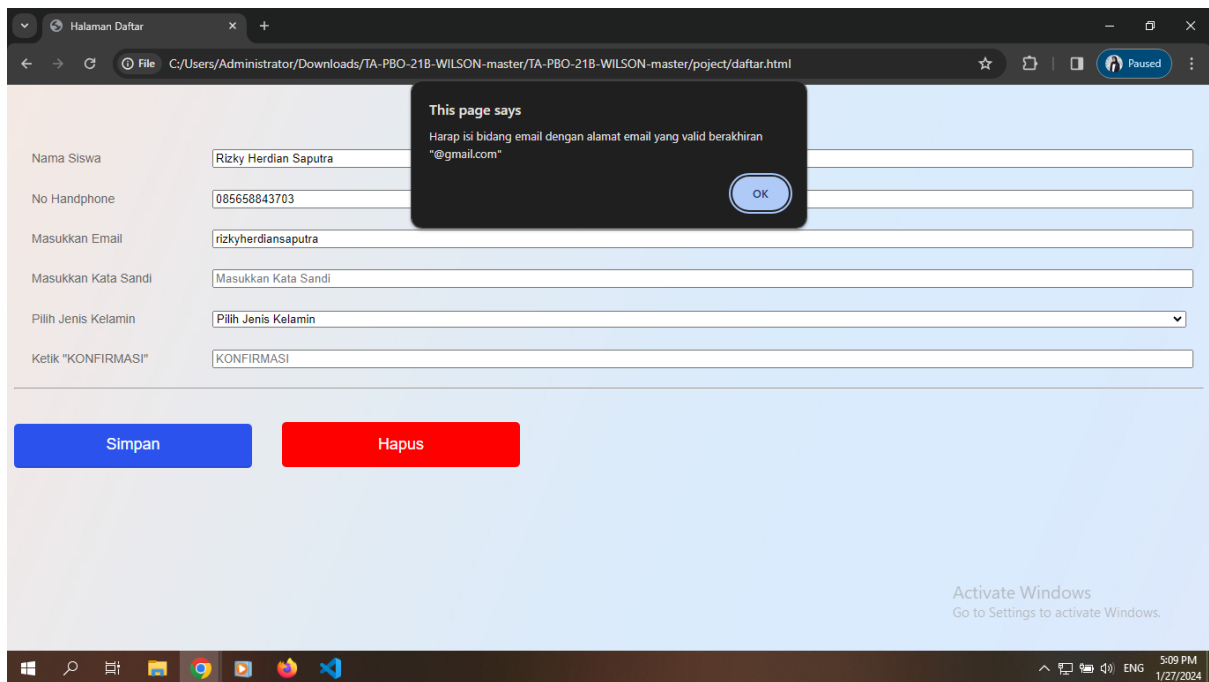 Halaman Daftar
File C:/Users/Administrator/Downloads/TA-PBO-21B-WILSON-master/TA-PBO-21B-WILSON-master/poject/daftar.html
Paused
This page says
Harap isi bidang email dengan alamat email yang valid berakhiran
"@gmail.com"
OK
Nama Siswa Rizky Herdian Saputra
No Handphone 085658843703
Masukkan Email rizkyherdiansaputra
Masukkan Kata Sandi Masukkan Kata Sandi
Pilih Jenis Kelamin Pilih Jenis Kelamin
Ketik "KONFIRMASI" KONFIRMASI
Simpan Hapus
Activate Windows
Go to Settings to activate Windows.
ENG 5:09 PM
1/27/2024